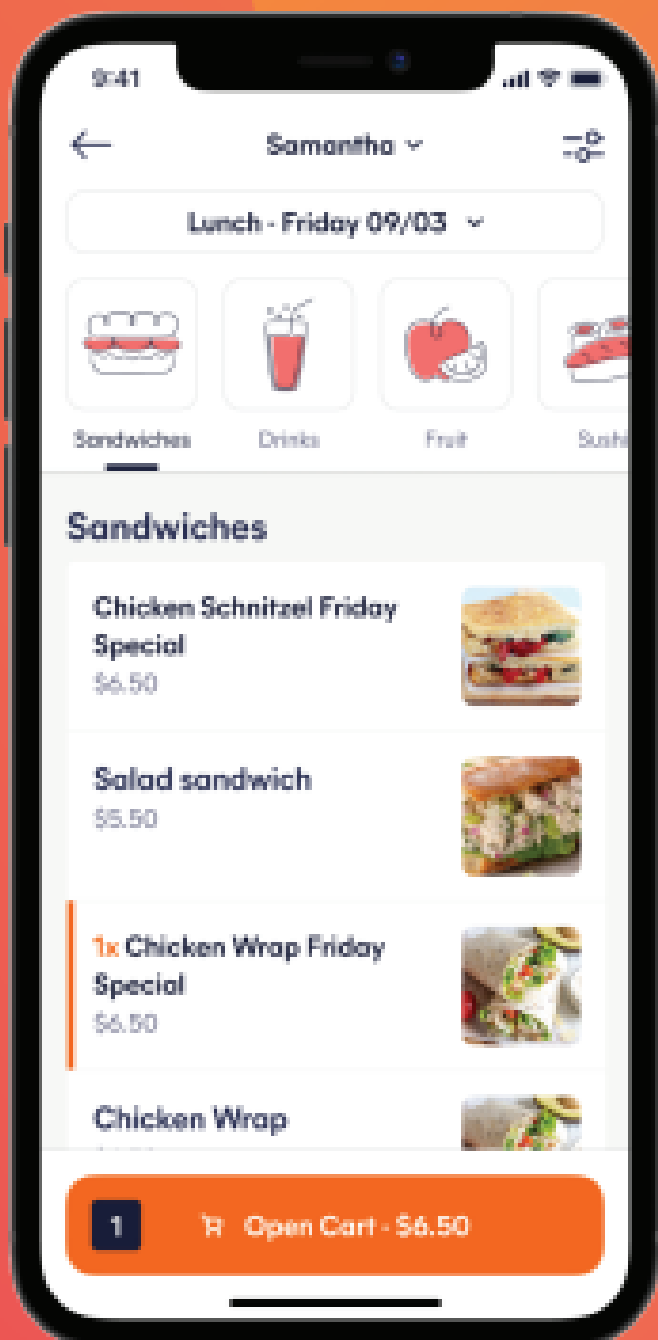 9:41
Samantha
Lunch - Friday 09/03
Sandwiches
Drinks
Fruit
Sushi
Sandwiches
Chicken Schnitzel Friday
Special
$6.50
Salad sandwich
$5.50
1x Chicken Wrap Friday
Special
$6.50
Chicken Wrap
1
Open Cart - $6.50